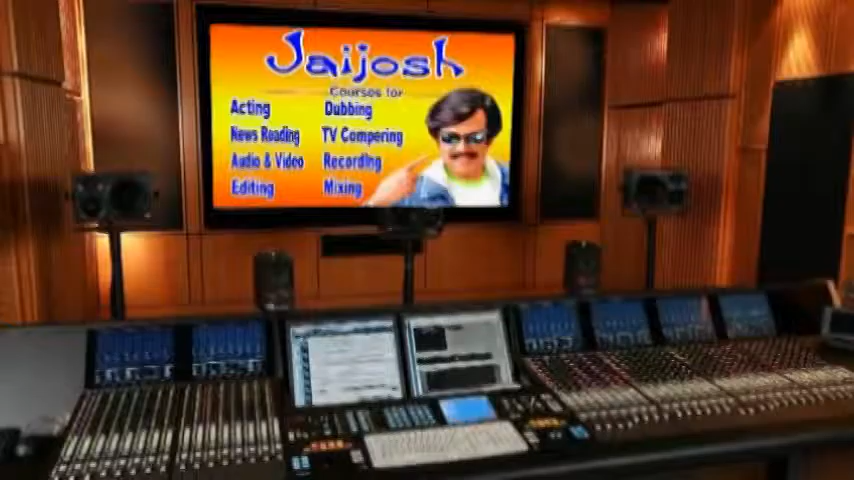 Jaijosh
Courses for
Acting Dubbing
News Reading TV Compering
Audio & Video Recording
Editing Mixing